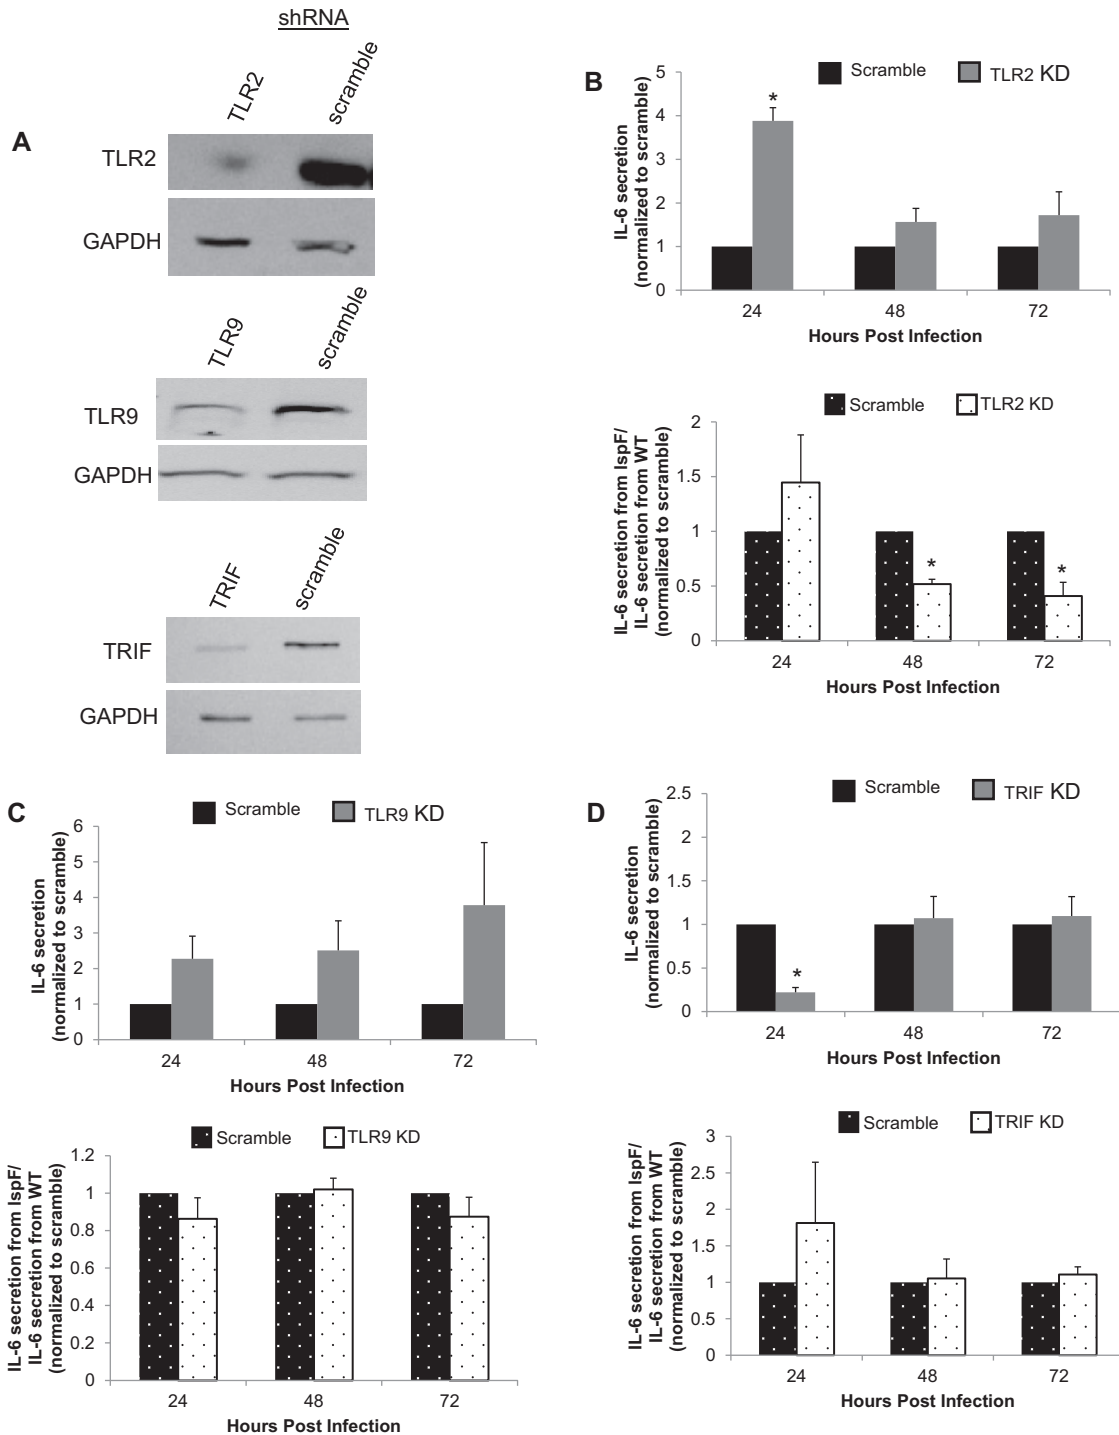 shRNA
TLR2 scramble
A
TLR2
GAPDH
TLR9 scramble
TLR9
GAPDH
TRIF scramble
TRIF
GAPDH
B
Scramble TLR2 KD
IL-6 secretion
(normalized to scramble)
5
4
3
2
1
0
*
24 48 72
Hours Post Infection
Scramble TLR2 KD
IL-6 secretion from IspF/
IL-6 secretion from WT
(normalized to scramble)
2
1.5
1
0.5
0
* *
24 48 72
Hours Post Infection
C
Scramble TLR9 KD
IL-6 secretion
(normalized to scramble)
6
5
4
3
2
1
0
24 48 72
Hours Post Infection
Scramble TLR9 KD
IL-6 secretion from IspF/
IL-6 secretion from WT
(normalized to scramble)
1.2
1
0.8
0.6
0.4
0.2
0
24 48 72
Hours Post Infection
D
Scramble TRIF KD
IL-6 secretion
(normalized to scramble)
2.5
2
1.5
1
0.5
0
*
24 48 72
Hours Post Infection
Scramble TRIF KD
IL-6 secretion from IspF/
IL-6 secretion from WT
(normalized to scramble)
3
2.5
2
1.5
1
0.5
0
24 48 72
Hours Post Infection